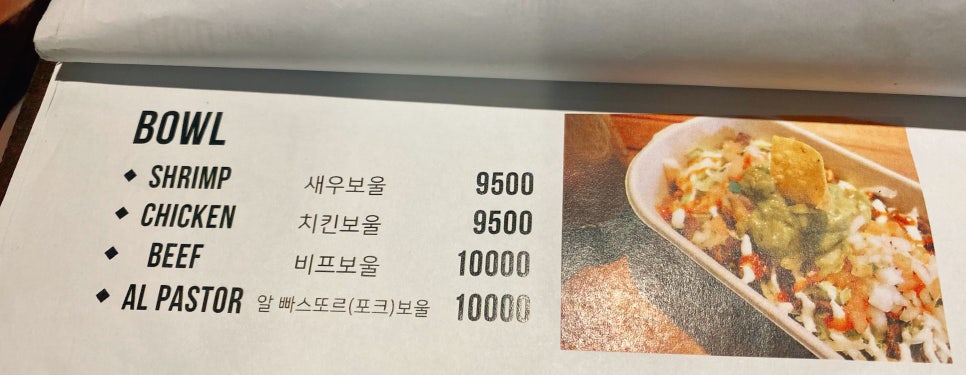 BOWL
◆ SHRIMP 새우보울 9500
◆ CHICKEN 치킨보울 9500
◆ BEEF 비프보울 10000
◆ AL PASTOR 알 빠스또르(포크)보울 10000